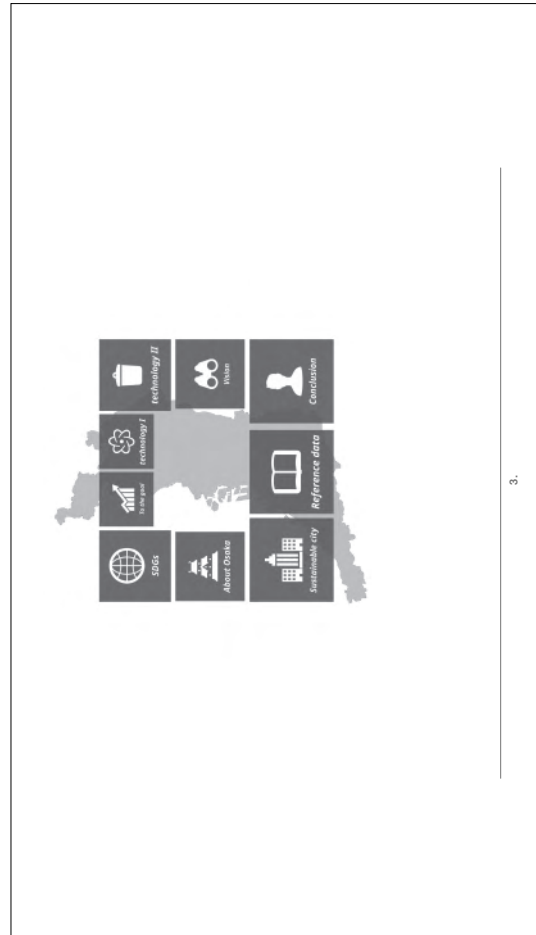 SDGs
To the goal
technology I
technology II
About Osaka
Vision
Sustainable city
Reference data
Conclusion
3.